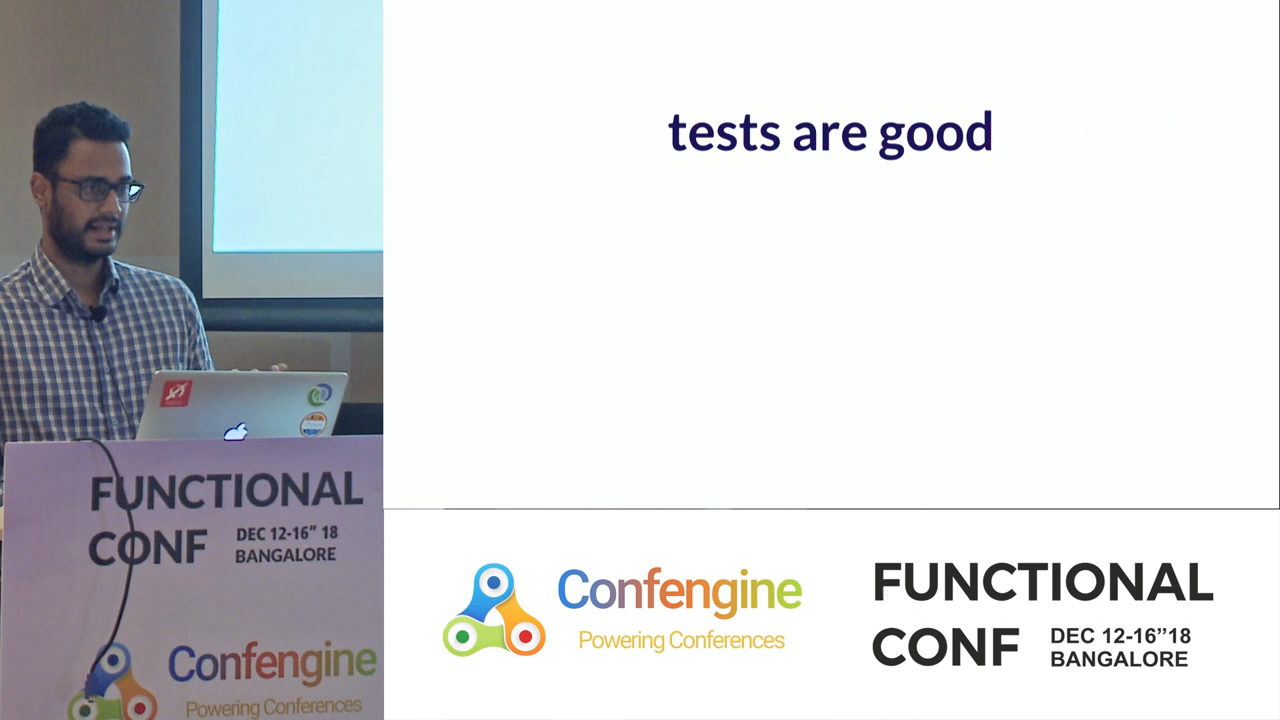 tests are good
FUNCTIONAL
CONF
DEC 12-16” 18
BANGALORE
Confengine
Powering Conferences
Confengine
Powering Conferences
FUNCTIONAL
CONF
DEC 12-16”18
BANGALORE